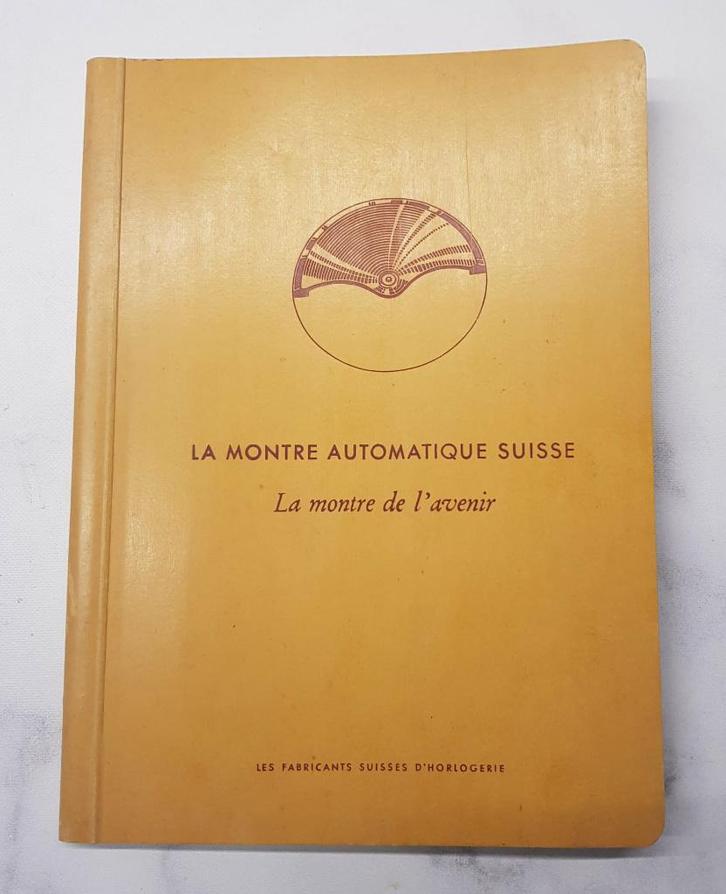 LA MONTRE AUTOMATIQUE SUISSE
La montre de l'avenir
LES FABRICANTS SUISSES D'HORLOGERIE